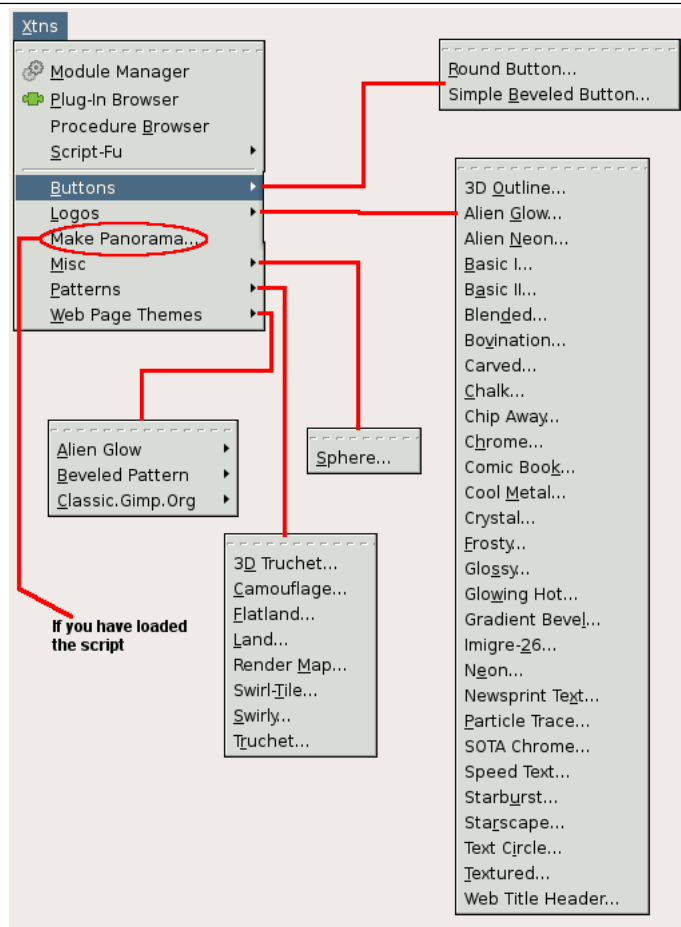 Xtns
Module Manager
Plug-In Browser
Procedure Browser
Script-Fu
Buttons
Logos
Make Panorama...
Misc
Patterns
Web Page Themes
Round Button...
Simple Beveled Button...
3D Outline...
Alien Glow...
Alien Neon...
Basic I...
Basic II...
Blended...
Bovination...
Carved...
Chalk...
Chip Away...
Chrome...
Comic Book...
Cool Metal...
Crystal...
Frosty...
Glossy...
Glowing Hot...
Gradient Bevel...
Imigre-26...
Neon...
Newsprint Text...
Particle Trace...
SOTA Chrome...
Speed Text...
Starburst...
Starscape...
Text Circle...
Textured...
Web Title Header...
Alien Glow
Beveled Pattern
Classic.Gimp.Org
Sphere...
3D Truchet...
Camouflage...
Flatland...
Land...
Render Map...
Swirl-Tile...
Swirly...
Truchet...
If you have loaded
the script